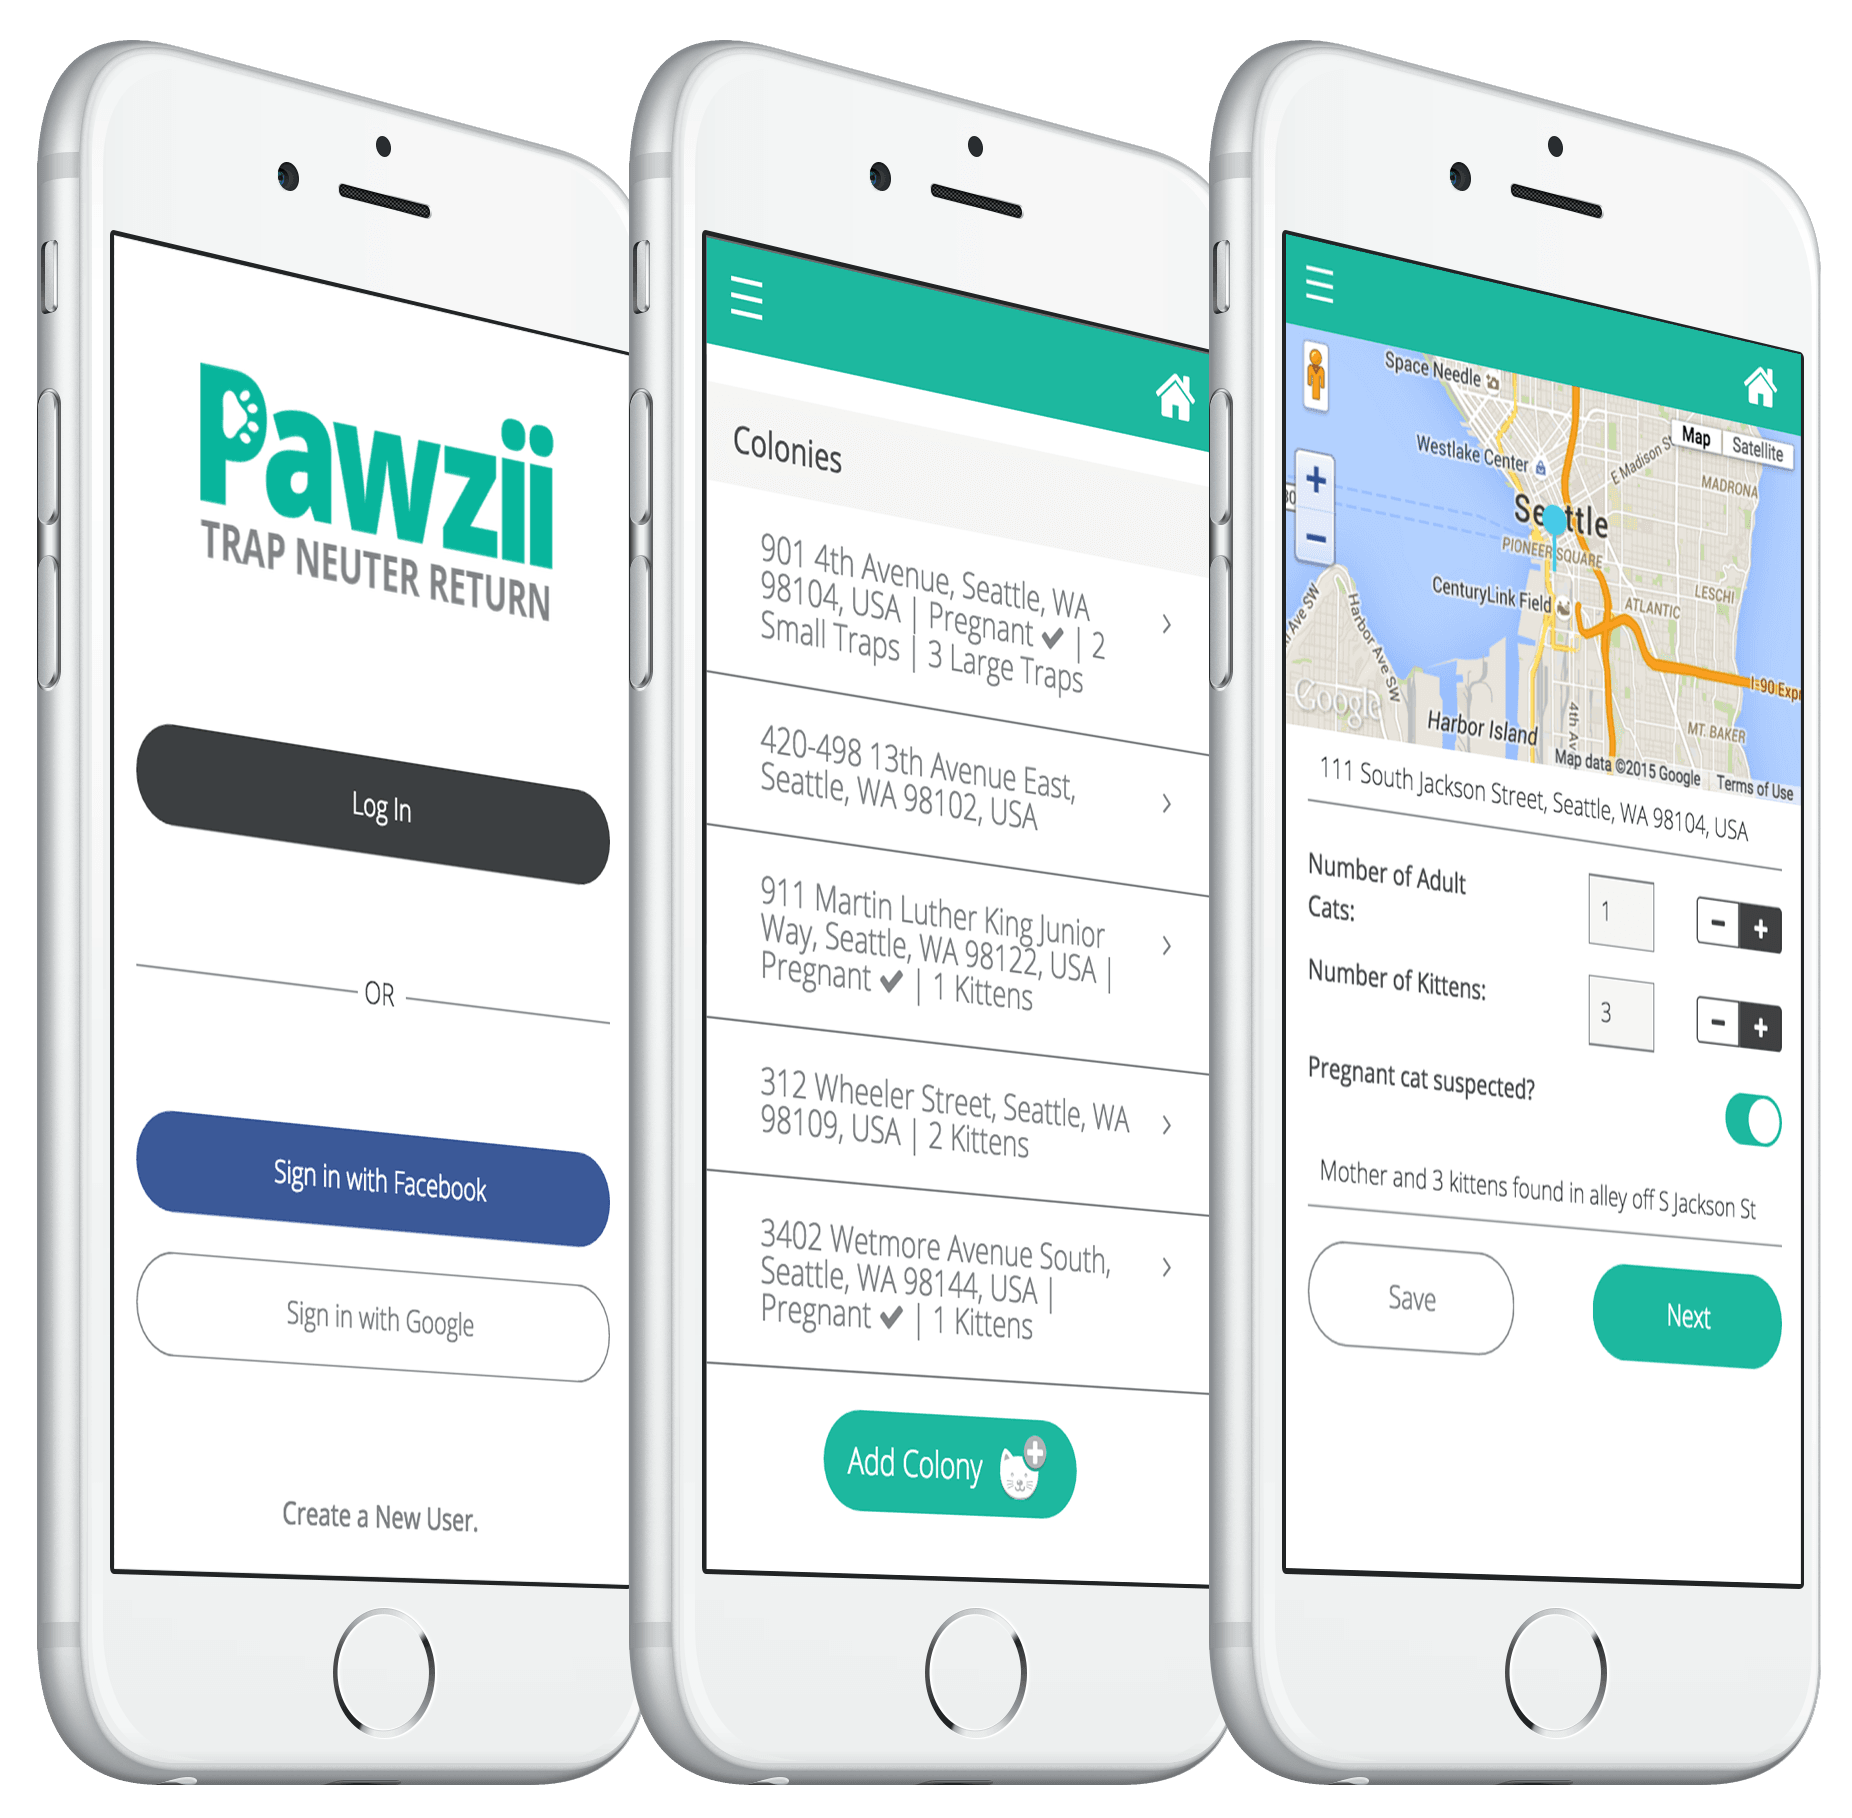 Pawzii
TRAP NEUTER RETURN
Log In
OR
Sign in with Facebook
Sign in with Google
Create a New User.
Colonies
901 4th Avenue, Seattle, WA
98104, USA | Pregnant ✔ | 2
Small Traps | 3 Large Traps
420-498 13th Avenue East,
Seattle, WA 98102, USA
911 Martin Luther King Junior
Way, Seattle, WA 98122, USA |
Pregnant ✔ | 1 Kittens
312 Wheeler Street, Seattle, WA
98109, USA | 2 Kittens
3402 Wetmore Avenue South,
Seattle, WA 98144, USA |
Pregnant ✔ | 1 Kittens
Add Colony
Space Needle
Map Satellite
Westlake Center
E Madison S
MADRONA
Seattle
PIONEER SQUARE
CenturyLink Field
ATLANTIC
LESCHI
Ave SW
Harbor Ave SW
I-90 Expr
Google
Harbor Island
4th Av
MT. BAKER
Map data ©2015 Google
Terms of Use
111 South Jackson Street, Seattle, WA 98104, USA
Number of Adult
Cats:
1
- +
Number of Kittens:
3
- +
Pregnant cat suspected?
Mother and 3 kittens found in alley off S Jackson St
Save
Next